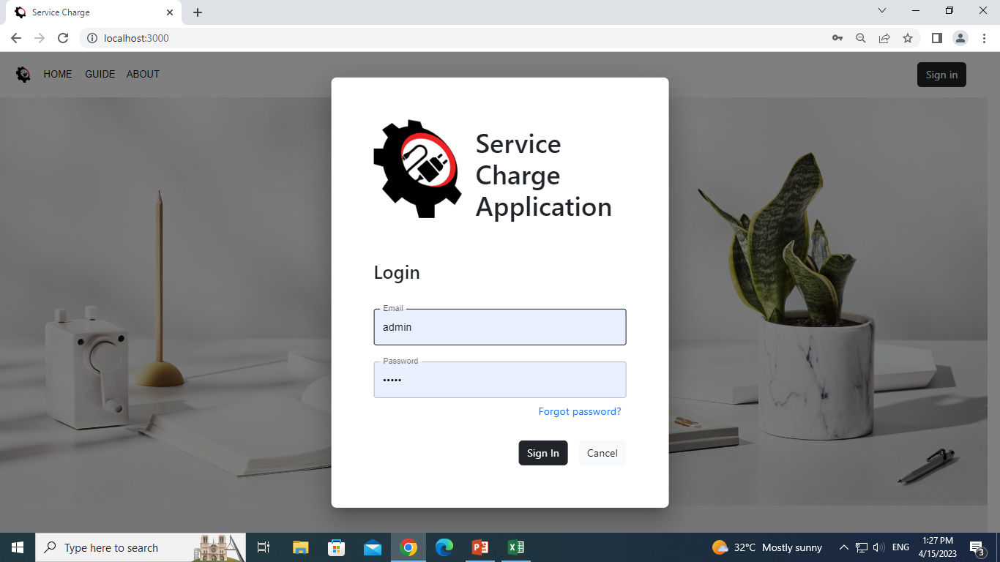 Service Charge
localhost:3000
HOME GUIDE ABOUT
Sign in
Service
Charge
Application
Login
Email
admin
Password
•••••
Forgot password?
Sign In Cancel
Type here to search
32°C Mostly sunny
ENG
1:27 PM
4/15/2023
3